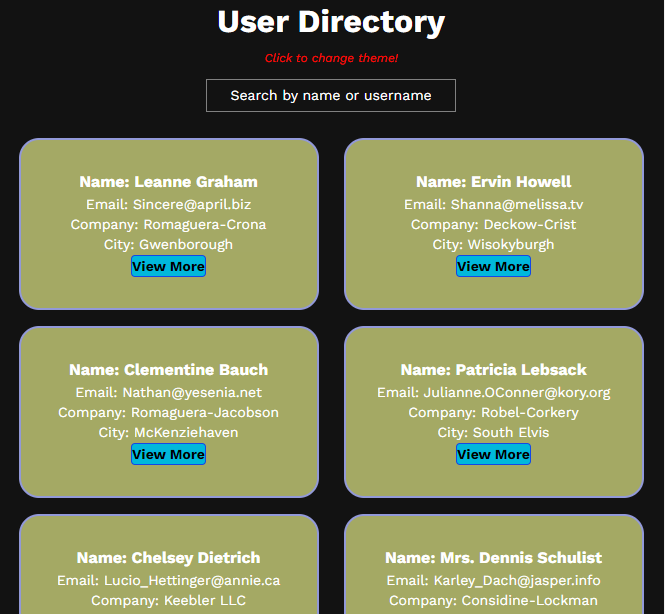 User Directory
Click to change theme!
Search by name or username
Name: Leanne Graham
Email: Sincere@april.biz
Company: Romaguera-Crona
City: Gwenborough
View More
Name: Ervin Howell
Email: Shanna@melissa.tv
Company: Deckow-Crist
City: Wisokyburgh
View More
Name: Clementine Bauch
Email: Nathan@yesenia.net
Company: Romaguera-Jacobson
City: McKenziehaven
View More
Name: Patricia Lebsack
Email: Julianne.OConner@kory.org
Company: Robel-Corkery
City: South Elvis
View More
Name: Chelsey Dietrich
Email: Lucio_Hettinger@annie.ca
Company: Keebler LLC
Name: Mrs. Dennis Schulist
Email: Karley_Dach@jasper.info
Company: Considine-Lockman